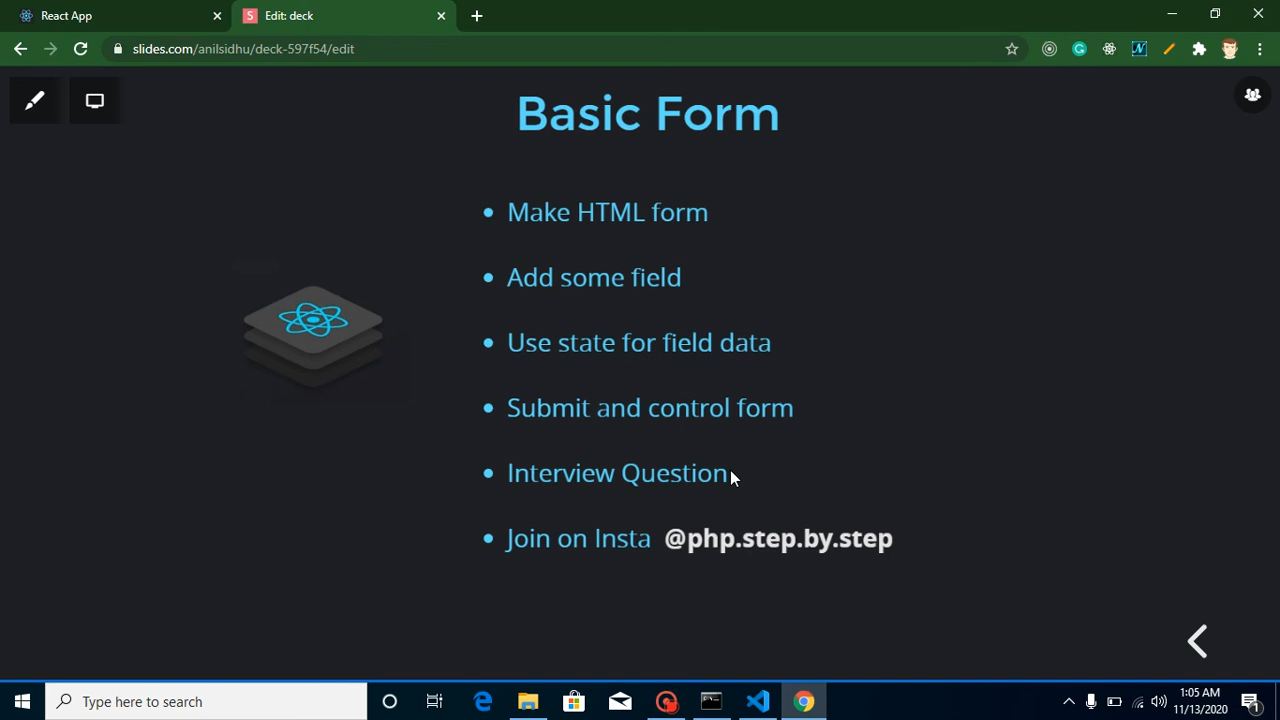 React App
Edit: deck
slides.com/anilsidhu/deck-597f54/edit
Basic Form
Make HTML form
Add some field
Use state for field data
Submit and control form
Interview Question
Join on Insta @php.step.by.step
Type here to search
1:05 AM
11/13/2020